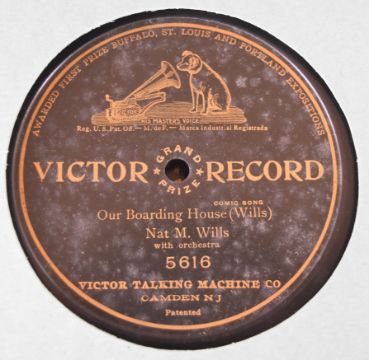 AWARDED FIRST PRIZE BUFFALO, ST. LOUIS AND PORTLAND EXPOSITIONS
HIS MASTER'S VOICE
Reg. U.S. Pat. Off.— M. de F.— Marca Industrial Registrada
VICTOR RECORD
GRAND
PRIZE
COMIC SONG
Our Boarding House (Wills)
Nat M. Wills
with orchestra
5616
VICTOR TALKING MACHINE CO
CAMDEN NJ
Patented